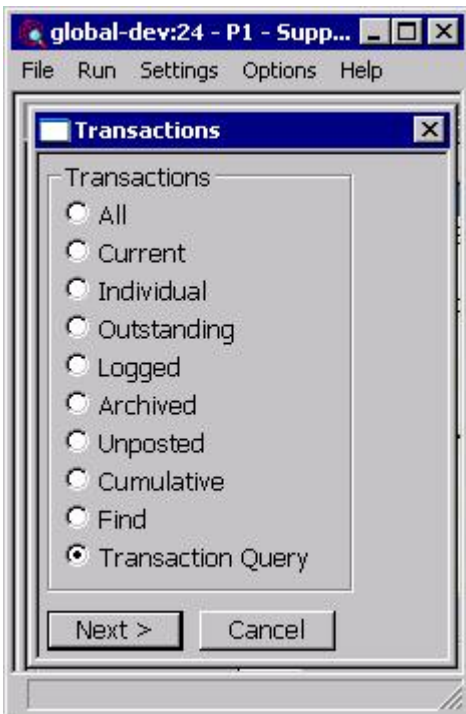 global-dev:24 - P1 - Supp...
File Run Settings Options Help
Transactions
Transactions
All
Current
Individual
Outstanding
Logged
Archived
Unposted
Cumulative
Find
Transaction Query
Next > Cancel